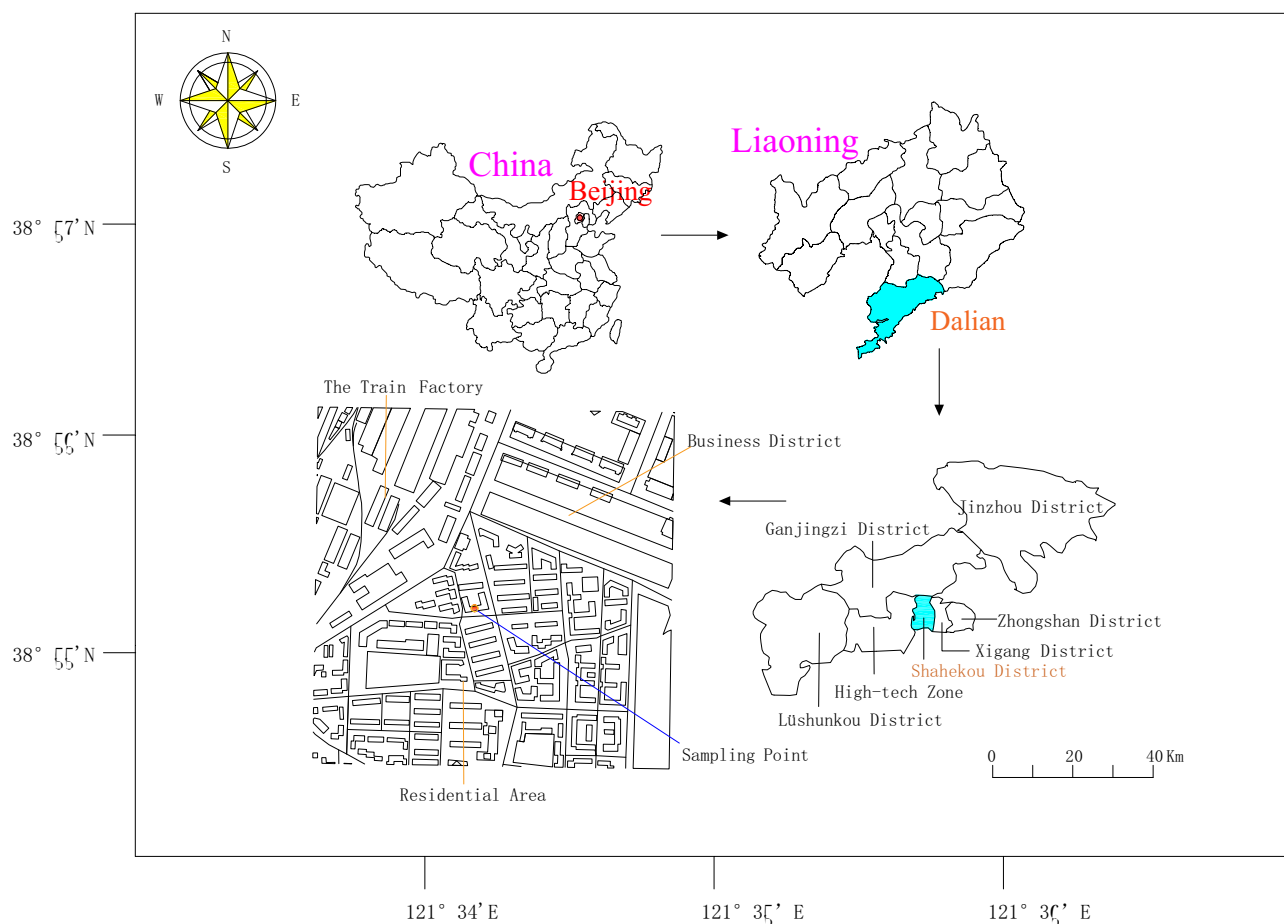 N
W
E
S
China
Beijing
Liaoning
Dalian
38° 57'N
38° 56'N
38° 55'N
The Train Factory
Business District
Sampling Point
Residential Area
Jinzhou District
Ganjingzi District
Zhongshan District
Xigang District
Shahekou District
High-tech Zone
Lüshunkou District
0 20 40 Km
121° 34'E
121° 35' E
121° 36' E